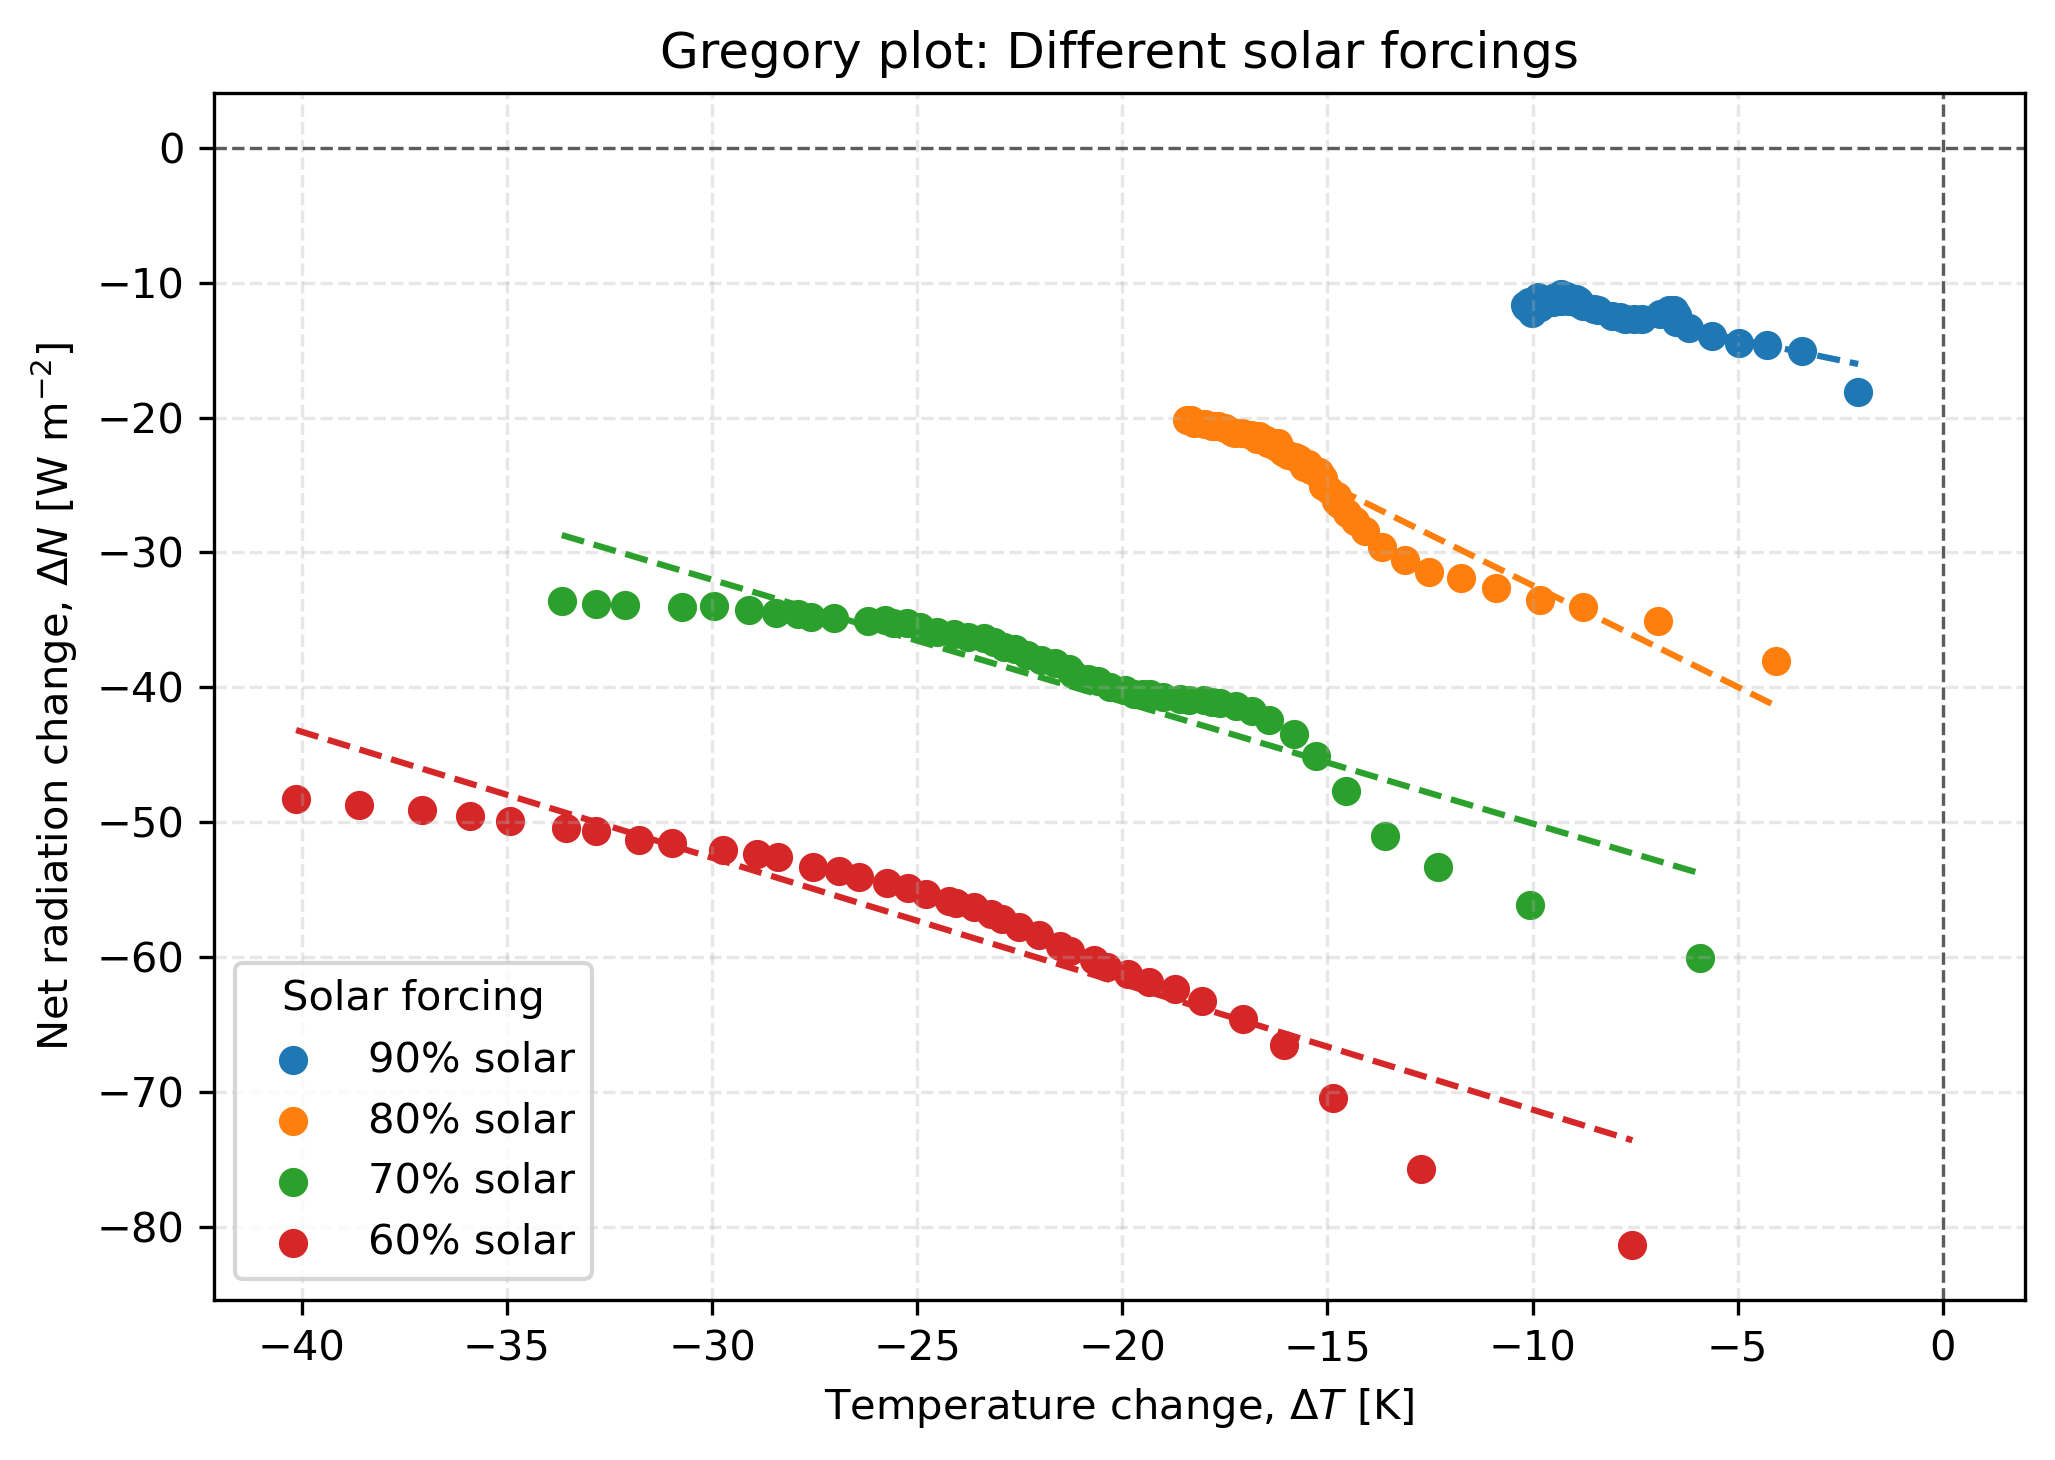 Gregory plot: Different solar forcings
Net radiation change, ΔN [W m⁻²]
0
−10
−20
−30
−40
−50
−60
−70
−80
Solar forcing
90% solar
80% solar
70% solar
60% solar
−40 −35 −30 −25 −20 −15 −10 −5 0
Temperature change, ΔT [K]